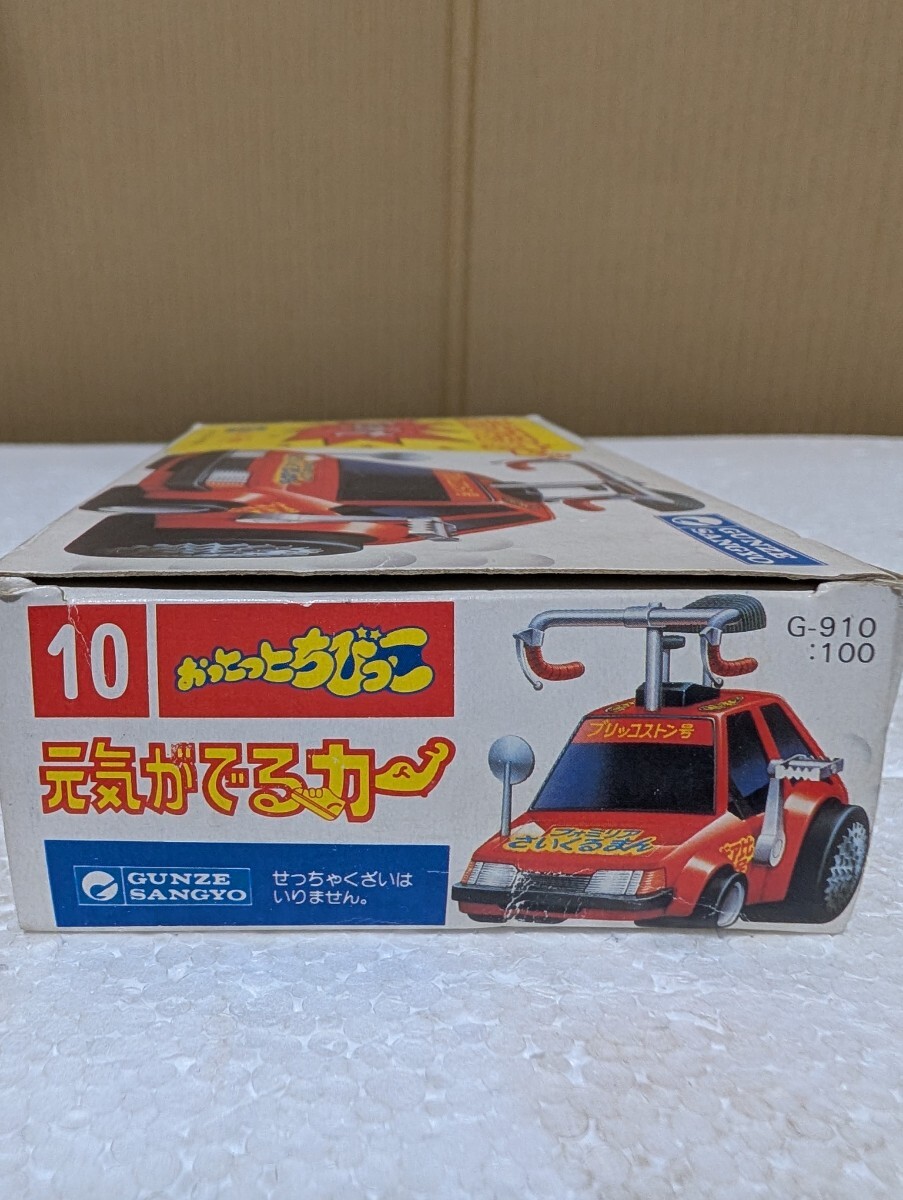 GUNZE
SANGYO
10
おっとっとちびっこ
元気がでるカー
GUNZE
SANGYO
せっちゃくざいは
いりません。
G-910
:100
ブリッコストン号
フォミリア
さいくるまん